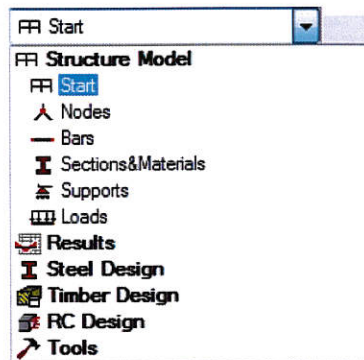 Start
Structure Model
Start
Nodes
Bars
Sections&Materials
Supports
Loads
Results
Steel Design
Timber Design
RC Design
Tools